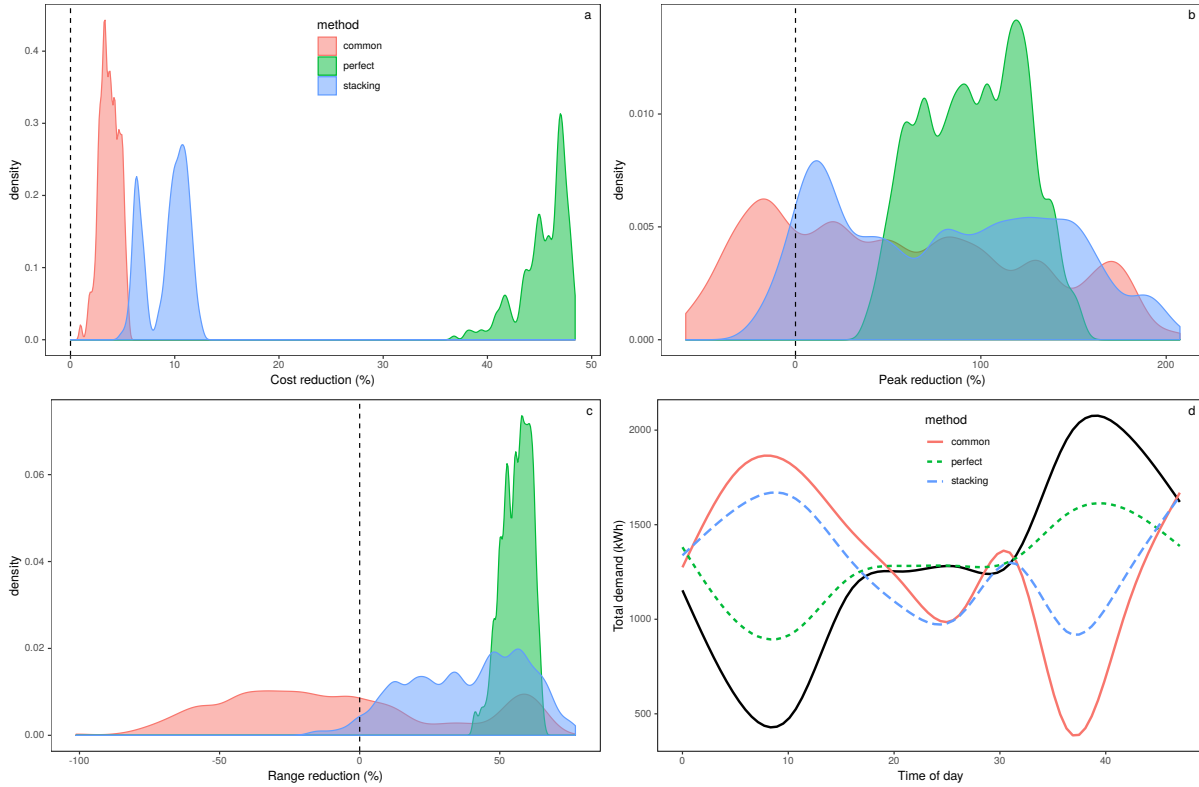 a
method
common
perfect
stacking
density
0.4
0.3
0.2
0.1
0.0
0
10
20
30
40
50
Cost reduction (%)
b
density
0.010
0.005
0.000
0
100
200
Peak reduction (%)
c
density
0.06
0.04
0.02
0.00
-100
-50
0
50
Range reduction (%)
d
method
common
perfect
stacking
Total demand (kWh)
2000
1500
1000
500
0
10
20
30
40
Time of day